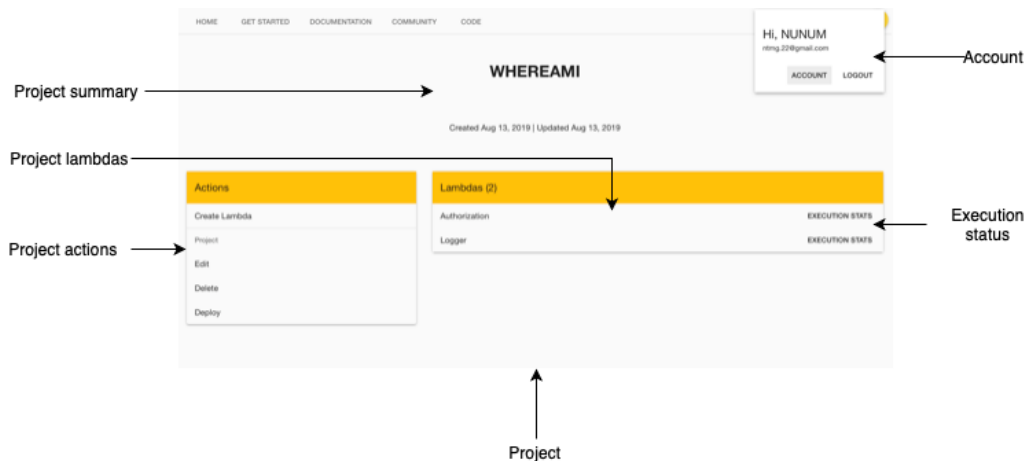 HOME GET STARTED DOCUMENTATION COMMUNITY CODE
Hi, NUNUM
ntmg.22@gmail.com
ACCOUNT LOGOUT
Account
WHEREAMI
Project summary
Created Aug 13, 2019 | Updated Aug 13, 2019
Project lambdas
Actions
Lambdas (2)
Create Lambda
Authorization EXECUTION STATS
Execution
status
Project actions
Project
Logger EXECUTION STATS
Edit
Delete
Deploy
Project